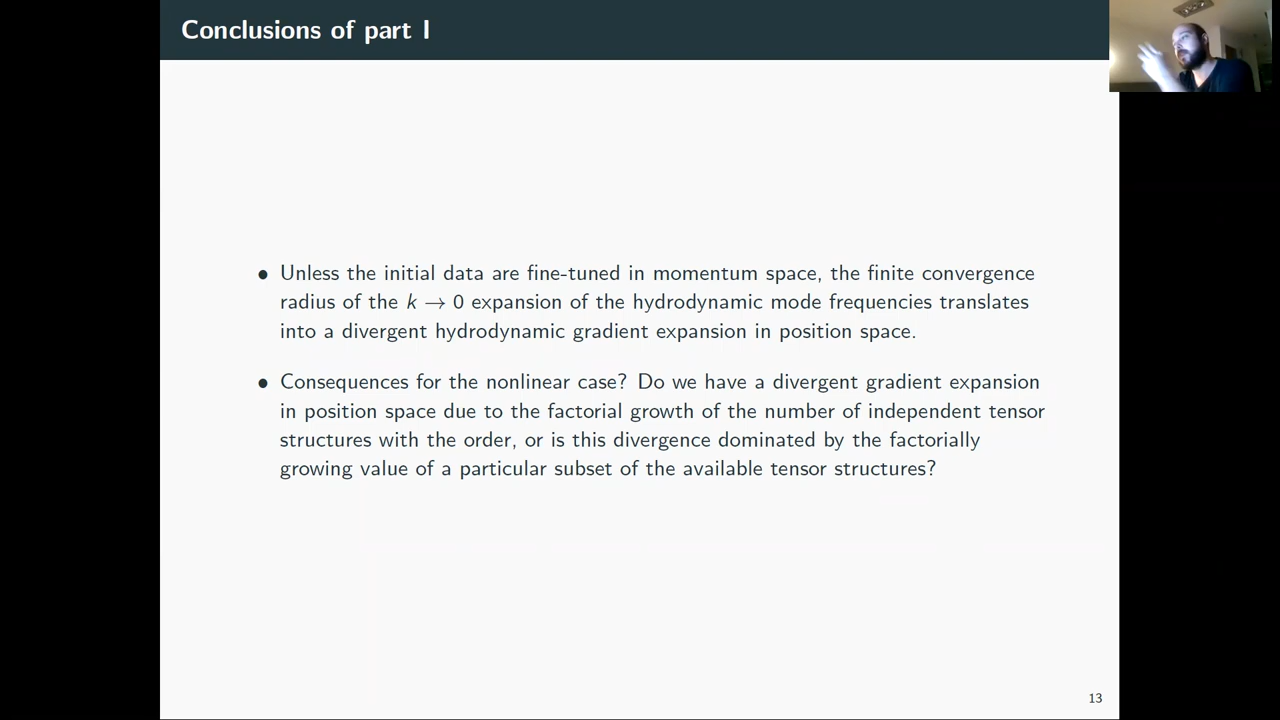 Conclusions of part I
• Unless the initial data are fine-tuned in momentum space, the finite convergence
radius of the k → 0 expansion of the hydrodynamic mode frequencies translates
into a divergent hydrodynamic gradient expansion in position space.
• Consequences for the nonlinear case? Do we have a divergent gradient expansion
in position space due to the factorial growth of the number of independent tensor
structures with the order, or is this divergence dominated by the factorially
growing value of a particular subset of the available tensor structures?
13